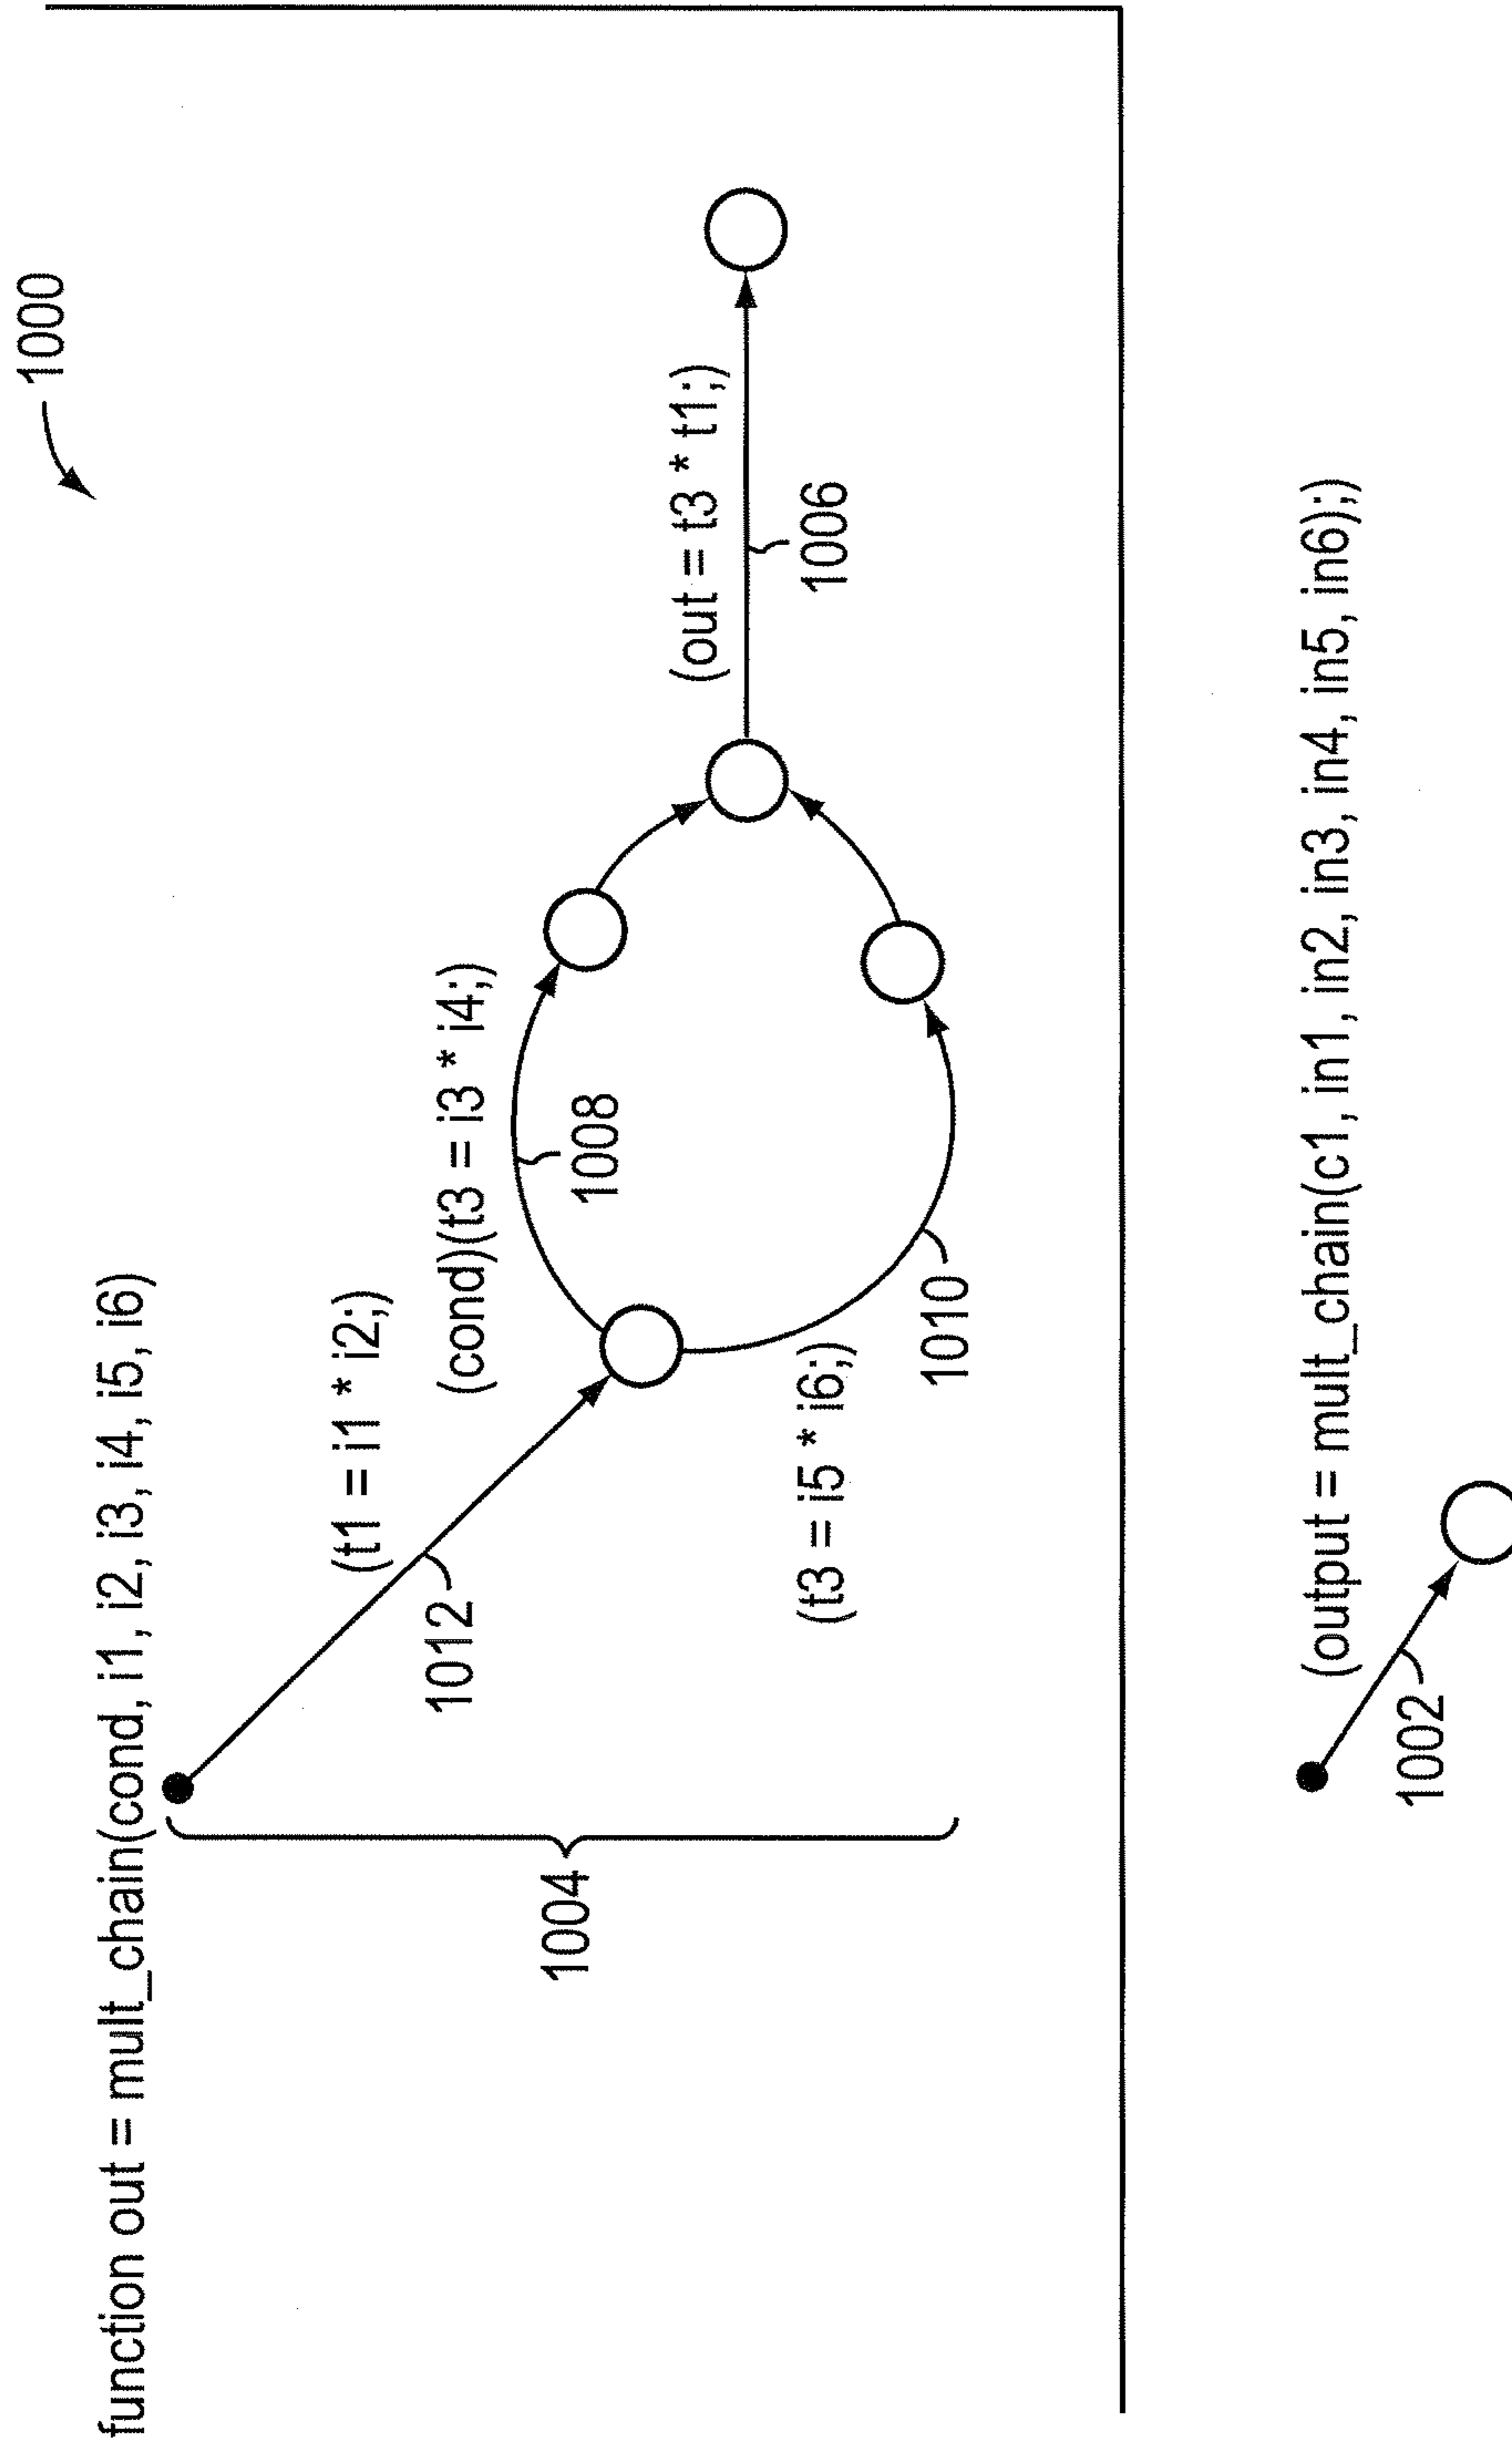 1000
function out = mult_chain(cond, i1, i2, i3, i4, i5, i6)
(t1 = i1 * i2;)
1012
(cond)(t3 = i3 * i4;)
1008
1004
(out = t3 * t1;)
1006
(t3 = i5 * i6;)
1010
(output = mult_chain(c1, in1, in2, in3, in4, in5, in6);)
1002